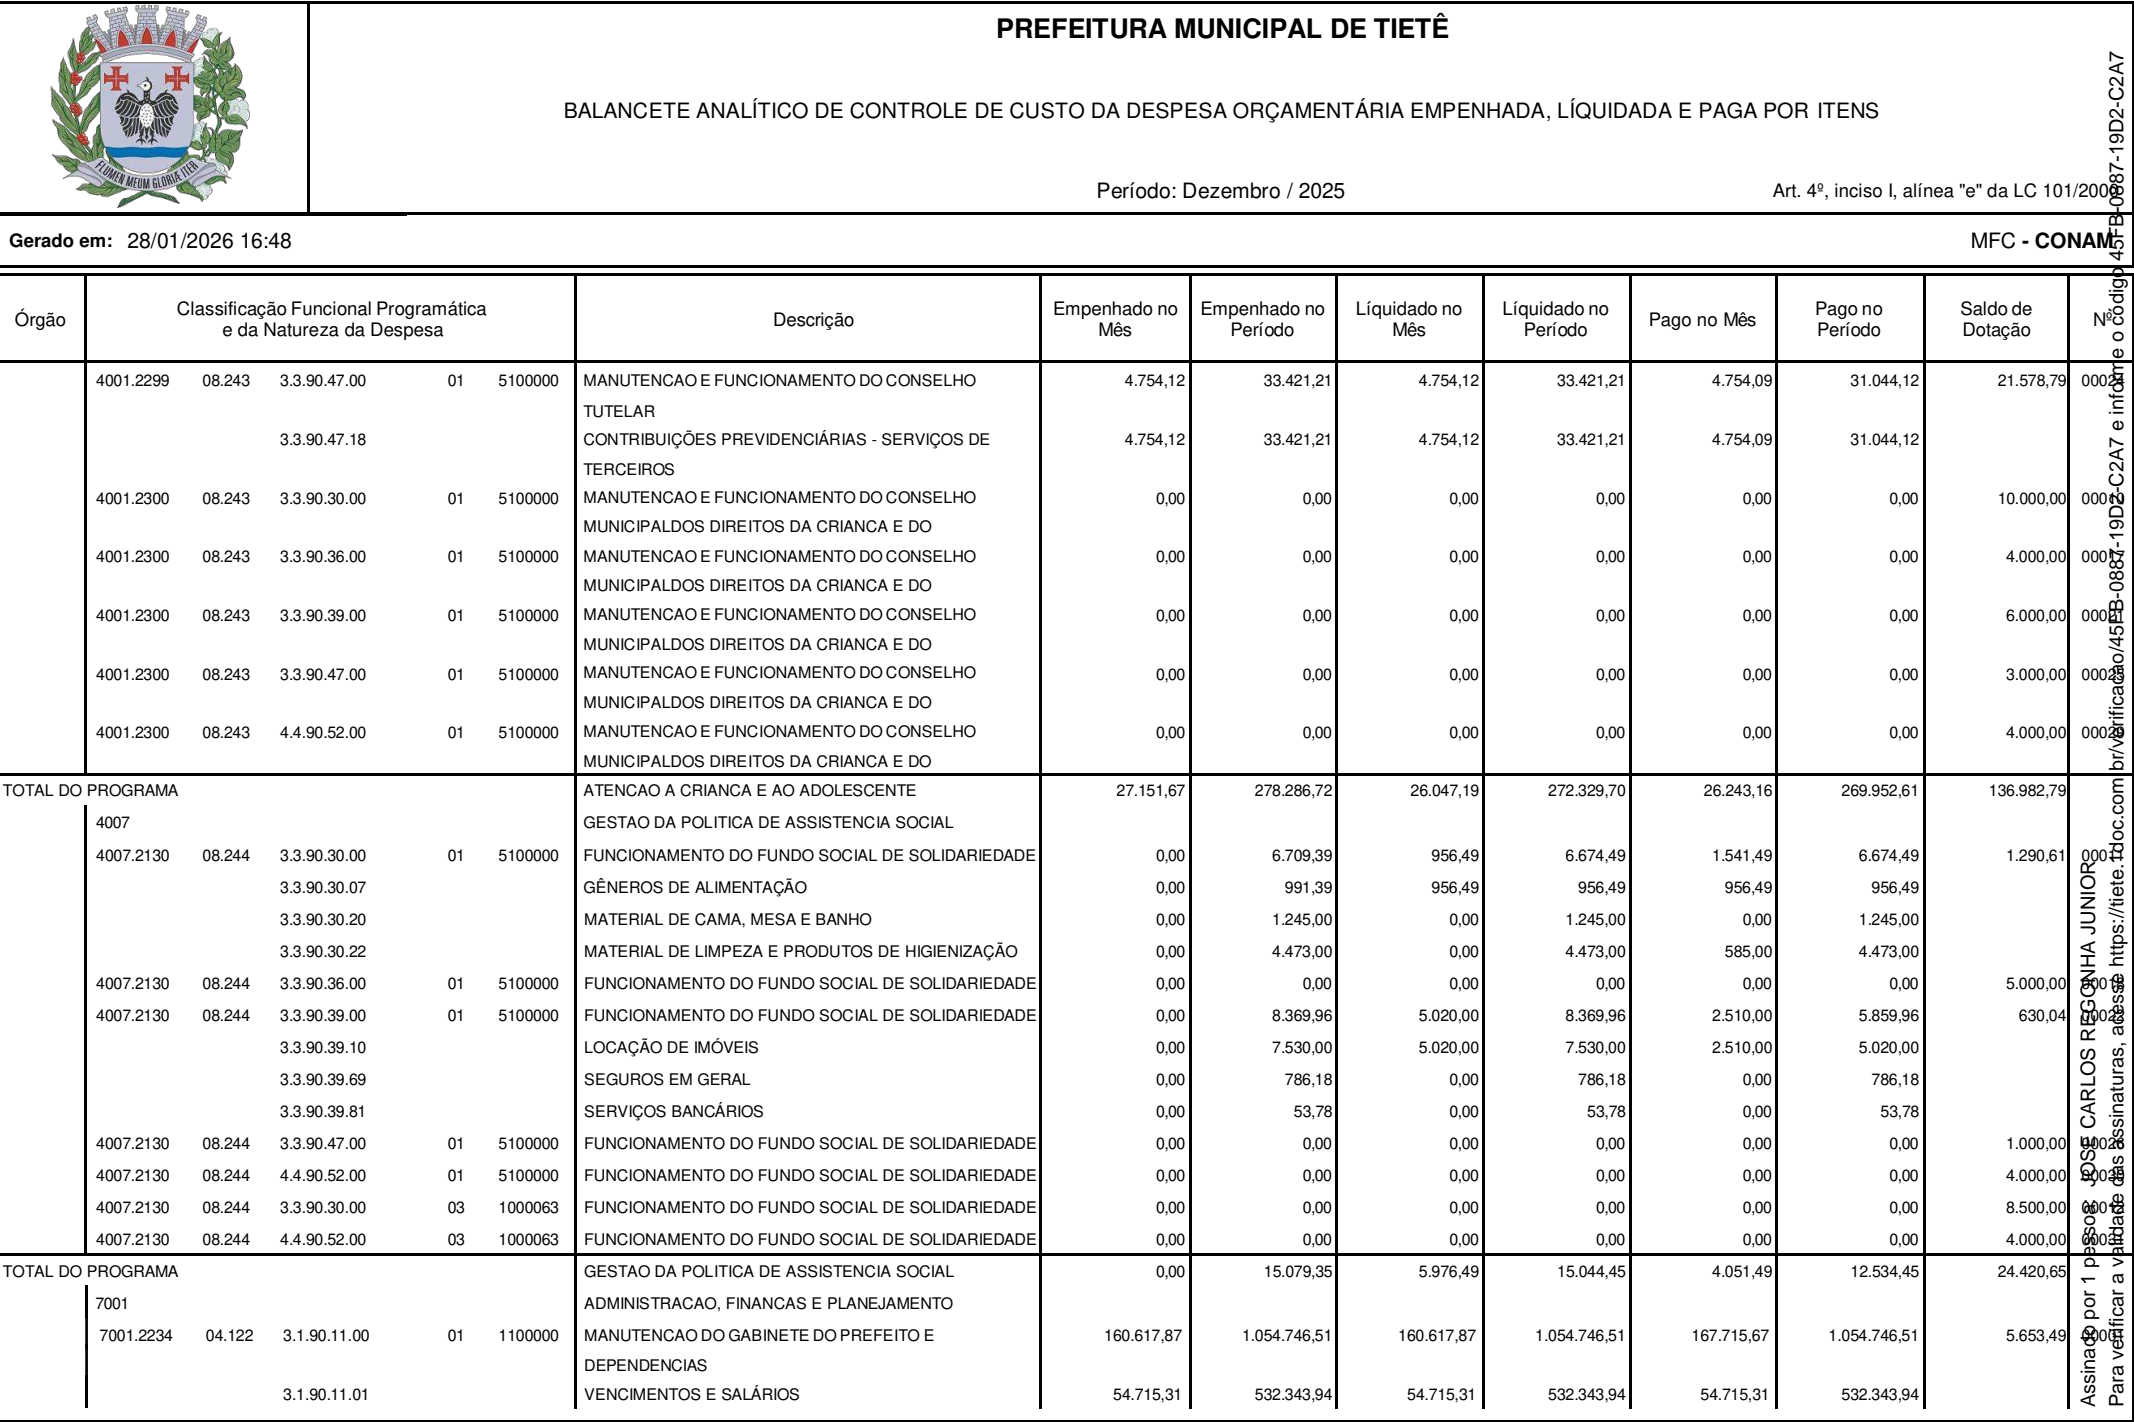 PREFEITURA MUNICIPAL DE TIETÊ
BALANCETE ANALÍTICO DE CONTROLE DE CUSTO DA DESPESA ORÇAMENTÁRIA EMPENHADA, LÍQUIDADA E PAGA POR ITENS
Período: Dezembro / 2025 Art. 4º, inciso I, alínea "e" da LC 101/2000
FLUMEN MEUM GLORIÆ ITER
Gerado em: 28/01/2026 16:48 MFC - CONAM
Órgão Classificação Funcional Programática e da Natureza da Despesa Descrição Empenhado no Mês Empenhado no Período Líquidado no Mês Líquidado no Período Pago no Mês Pago no Período Saldo de Dotação Nº
4001.2299 08.243 3.3.90.47.00 01 5100000 MANUTENCAO E FUNCIONAMENTO DO CONSELHO 4.754,12 33.421,21 4.754,12 33.421,21 4.754,09 31.044,12 21.578,79 00024
TUTELAR
3.3.90.47.18 CONTRIBUIÇÕES PREVIDENCIÁRIAS - SERVIÇOS DE 4.754,12 33.421,21 4.754,12 33.421,21 4.754,09 31.044,12
TERCEIROS
4001.2300 08.243 3.3.90.30.00 01 5100000 MANUTENCAO E FUNCIONAMENTO DO CONSELHO 0,00 0,00 0,00 0,00 0,00 0,00 10.000,00
MUNICIPALDOS DIREITOS DA CRIANCA E DO
4001.2300 08.243 3.3.90.36.00 01 5100000 MANUTENCAO E FUNCIONAMENTO DO CONSELHO 0,00 0,00 0,00 0,00 0,00 0,00 4.000,00 00017
MUNICIPALDOS DIREITOS DA CRIANCA E DO
4001.2300 08.243 3.3.90.39.00 01 5100000 MANUTENCAO E FUNCIONAMENTO DO CONSELHO 0,00 0,00 0,00 0,00 0,00 0,00 6.000,00 00021
MUNICIPALDOS DIREITOS DA CRIANCA E DO
4001.2300 08.243 3.3.90.47.00 01 5100000 MANUTENCAO E FUNCIONAMENTO DO CONSELHO 0,00 0,00 0,00 0,00 0,00 0,00 3.000,00 00025
MUNICIPALDOS DIREITOS DA CRIANCA E DO
4001.2300 08.243 4.4.90.52.00 01 5100000 MANUTENCAO E FUNCIONAMENTO DO CONSELHO 0,00 0,00 0,00 0,00 0,00 0,00 4.000,00
MUNICIPALDOS DIREITOS DA CRIANCA E DO
TOTAL DO PROGRAMA ATENCAO A CRIANCA E AO ADOLESCENTE 27.151,67 278.286,72 26.047,19 272.329,70 26.243,16 269.952,61 136.982,79
4007 GESTAO DA POLITICA DE ASSISTENCIA SOCIAL
4007.2130 08.244 3.3.90.30.00 01 5100000 FUNCIONAMENTO DO FUNDO SOCIAL DE SOLIDARIEDADE 0,00 6.709,39 956,49 6.674,49 1.541,49 6.674,49 1.290,61 00011
3.3.90.30.07 GÊNEROS DE ALIMENTAÇÃO 0,00 991,39 956,49 956,49 956,49 956,49
3.3.90.30.20 MATERIAL DE CAMA, MESA E BANHO 0,00 1.245,00 0,00 1.245,00 0,00 1.245,00
3.3.90.30.22 MATERIAL DE LIMPEZA E PRODUTOS DE HIGIENIZAÇÃO 0,00 4.473,00 0,00 4.473,00 585,00 4.473,00
4007.2130 08.244 3.3.90.36.00 01 5100000 FUNCIONAMENTO DO FUNDO SOCIAL DE SOLIDARIEDADE 0,00 0,00 0,00 0,00 0,00 0,00 5.000,00 00018
4007.2130 08.244 3.3.90.39.00 01 5100000 FUNCIONAMENTO DO FUNDO SOCIAL DE SOLIDARIEDADE 0,00 8.369,96 5.020,00 8.369,96 2.510,00 5.859,96 630,04 00022
3.3.90.39.10 LOCAÇÃO DE IMÓVEIS 0,00 7.530,00 5.020,00 7.530,00 2.510,00 5.020,00
3.3.90.39.69 SEGUROS EM GERAL 0,00 786,18 0,00 786,18 0,00 786,18
3.3.90.39.81 SERVIÇOS BANCÁRIOS 0,00 53,78 0,00 53,78 0,00 53,78
4007.2130 08.244 3.3.90.47.00 01 5100000 FUNCIONAMENTO DO FUNDO SOCIAL DE SOLIDARIEDADE 0,00 0,00 0,00 0,00 0,00 0,00 1.000,00 00026
4007.2130 08.244 4.4.90.52.00 01 5100000 FUNCIONAMENTO DO FUNDO SOCIAL DE SOLIDARIEDADE 0,00 0,00 0,00 0,00 0,00 0,00 4.000,00 00030
4007.2130 08.244 3.3.90.30.00 03 1000063 FUNCIONAMENTO DO FUNDO SOCIAL DE SOLIDARIEDADE 0,00 0,00 0,00 0,00 0,00 0,00 8.500,00 00012
4007.2130 08.244 4.4.90.52.00 03 1000063 FUNCIONAMENTO DO FUNDO SOCIAL DE SOLIDARIEDADE 0,00 0,00 0,00 0,00 0,00 0,00 4.000,00 00031
TOTAL DO PROGRAMA GESTAO DA POLITICA DE ASSISTENCIA SOCIAL 0,00 15.079,35 5.976,49 15.044,45 4.051,49 12.534,45 24.420,65
7001 ADMINISTRACAO, FINANCAS E PLANEJAMENTO
7001.2234 04.122 3.1.90.11.00 01 1100000 MANUTENCAO DO GABINETE DO PREFEITO E 160.617,87 1.054.746,51 160.617,87 1.054.746,51 167.715,67 1.054.746,51 5.653,49 00001
DEPENDENCIAS
3.1.90.11.01 VENCIMENTOS E SALÁRIOS 54.715,31 532.343,94 54.715,31 532.343,94 54.715,31 532.343,94
Assinado por 1 pessoa: JOSE CARLOS REGONHA JUNIOR
Para verificar a validade das assinaturas, acesse https://tiete.1doc.com.br/verificacao/45FB-0887-19D2-C2A7 e informe o código 45FB-0887-19D2-C2A7